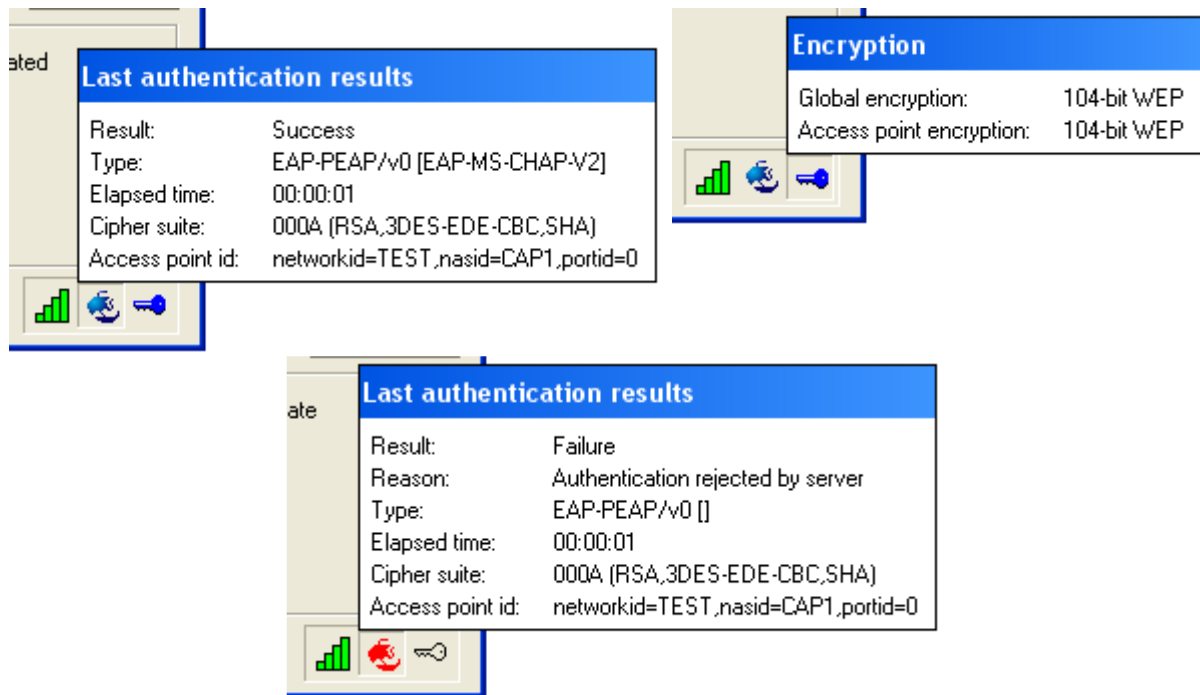 ated
Last authentication results
Result: Success
Type: EAP-PEAP/v0 [EAP-MS-CHAP-V2]
Elapsed time: 00:00:01
Cipher suite: 000A (RSA,3DES-EDE-CBC,SHA)
Access point id: networkid=TEST,nasid=CAP1,portid=0
Encryption
Global encryption: 104-bit WEP
Access point encryption: 104-bit WEP
ate
Last authentication results
Result: Failure
Reason: Authentication rejected by server
Type: EAP-PEAP/v0 []
Elapsed time: 00:00:01
Cipher suite: 000A (RSA,3DES-EDE-CBC,SHA)
Access point id: networkid=TEST,nasid=CAP1,portid=0